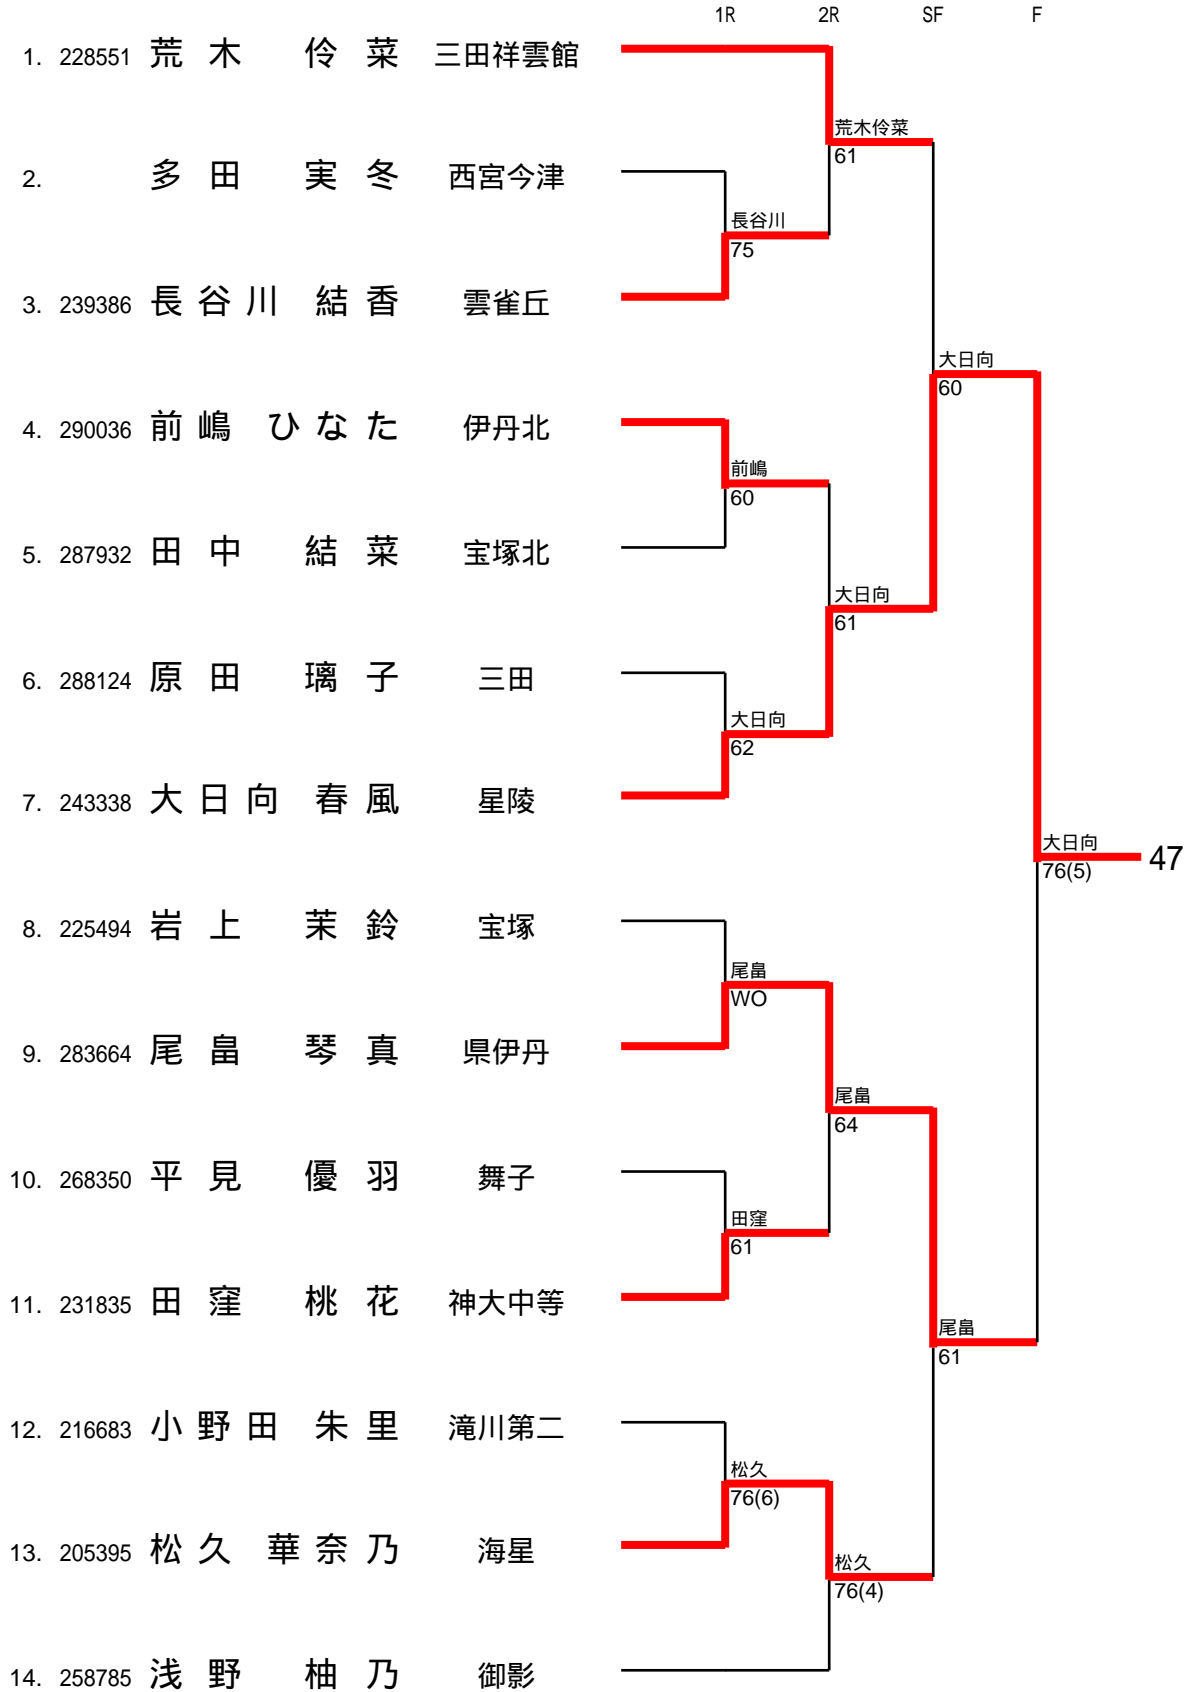 1R 2R SF F
1. 228551 荒木 伶菜 三田祥雲館
荒木伶菜
61
2. 多田 実冬 西宮今津
長谷川
75
3. 239386 長谷川 結香 雲雀丘
大日向
60
4. 290036 前嶋 ひなた 伊丹北
前嶋
60
5. 287932 田中 結菜 宝塚北
大日向
61
6. 288124 原田 璃子 三田
大日向
62
7. 243338 大日向 春風 星陵
大日向
76(5)
47
8. 225494 岩上 茉鈴 宝塚
尾畠
WO
9. 283664 尾畠 琴真 県伊丹
尾畠
64
10. 268350 平見 優羽 舞子
田窪
61
11. 231835 田窪 桃花 神大中等
尾畠
61
12. 216683 小野田 朱里 滝川第二
松久
76(6)
13. 205395 松久 華奈乃 海星
松久
76(4)
14. 258785 浅野 柚乃 御影